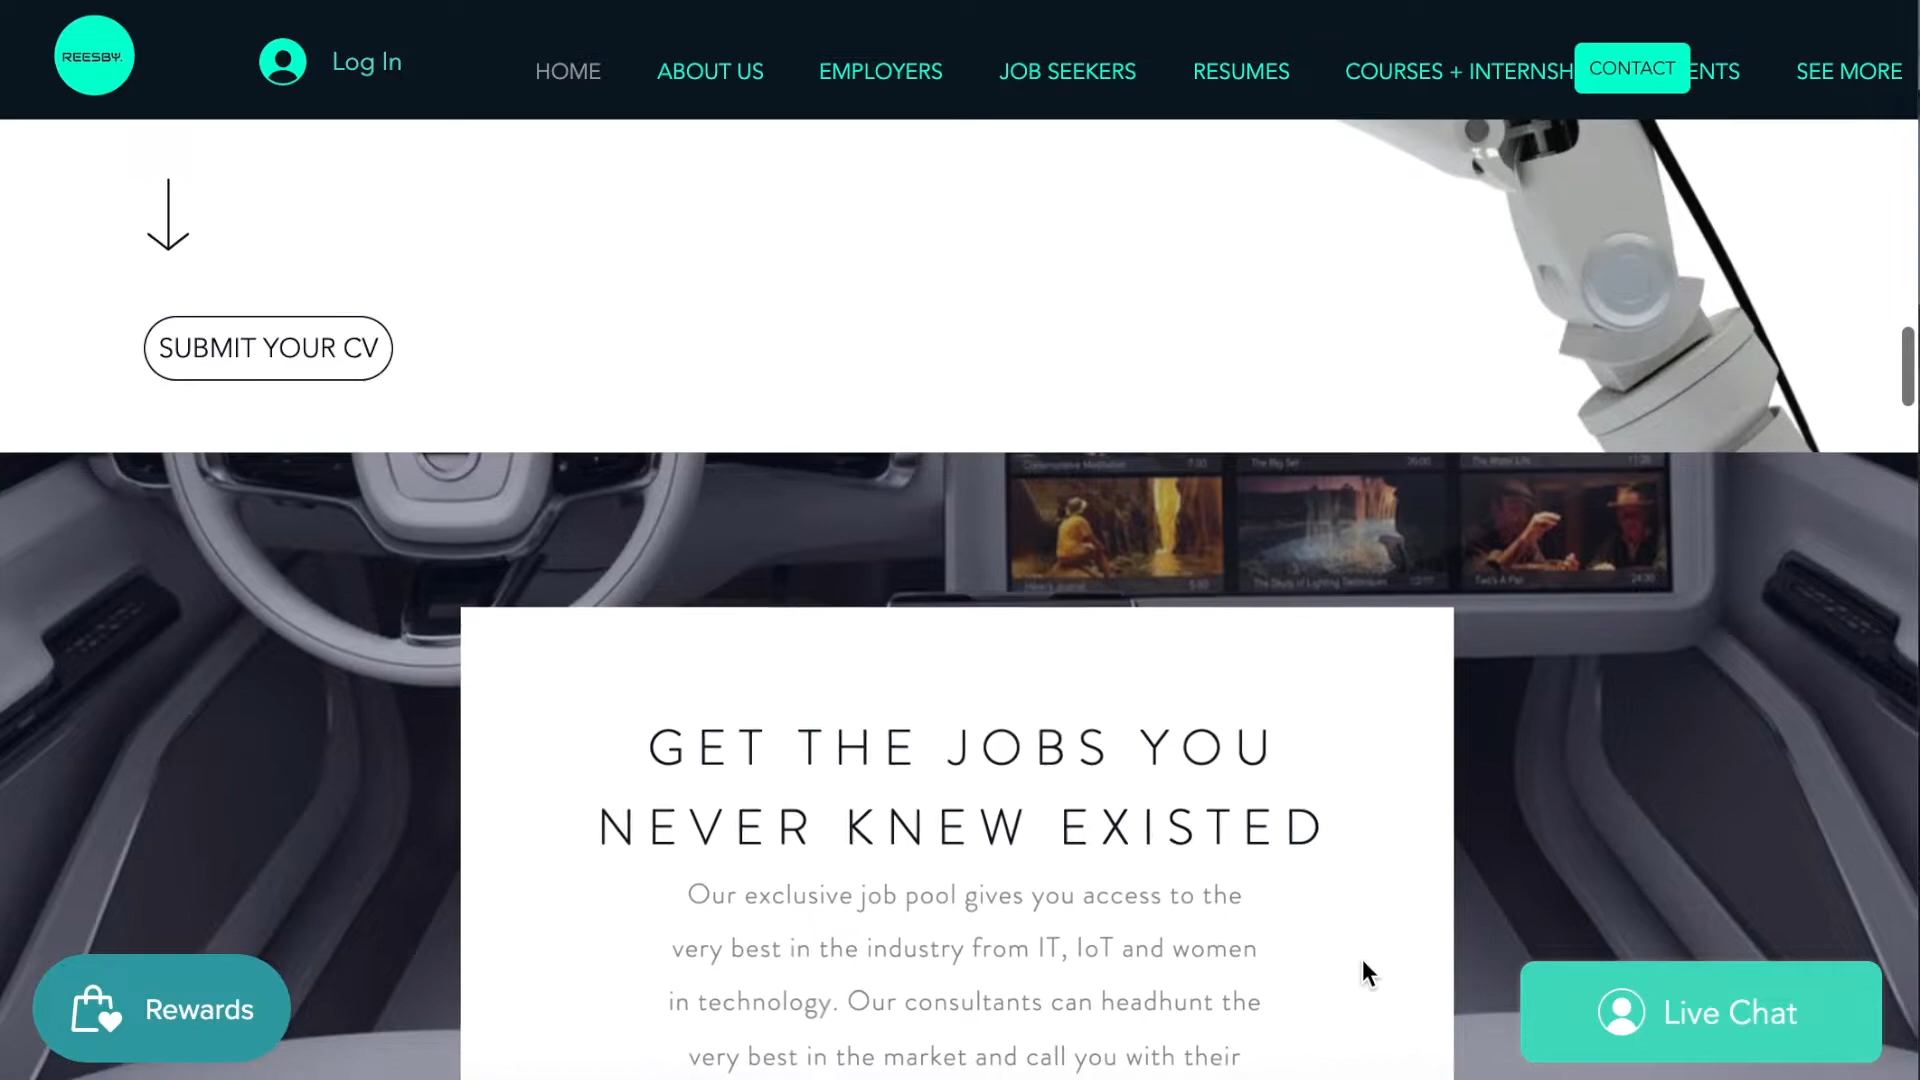 REESBY.
Log In
HOME
ABOUT US
EMPLOYERS
JOB SEEKERS
RESUMES
COURSES + INTERNSH
CONTACT
ENTS
SEE MORE
SUBMIT YOUR CV
The Big Set
GET THE JOBS YOU
NEVER KNEW EXISTED
Our exclusive job pool gives you access to the
very best in the industry from IT, IoT and women
in technology. Our consultants can headhunt the
very best in the market and call you with their
Rewards
Live Chat